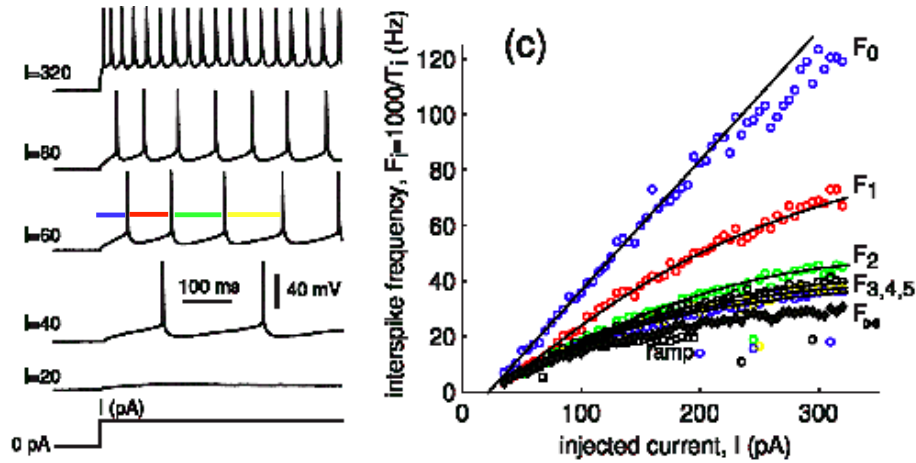 I=320
I=80
I=60
100 ms
40 mV
I=40
I=20
I (pA)
0 pA
(c)
interspike frequency, Fi=1000/Ti (Hz)
120
100
80
60
40
20
0
F0
F1
F2
F3,4,5
F∞
ramp
0 100 200 300
injected current, I (pA)